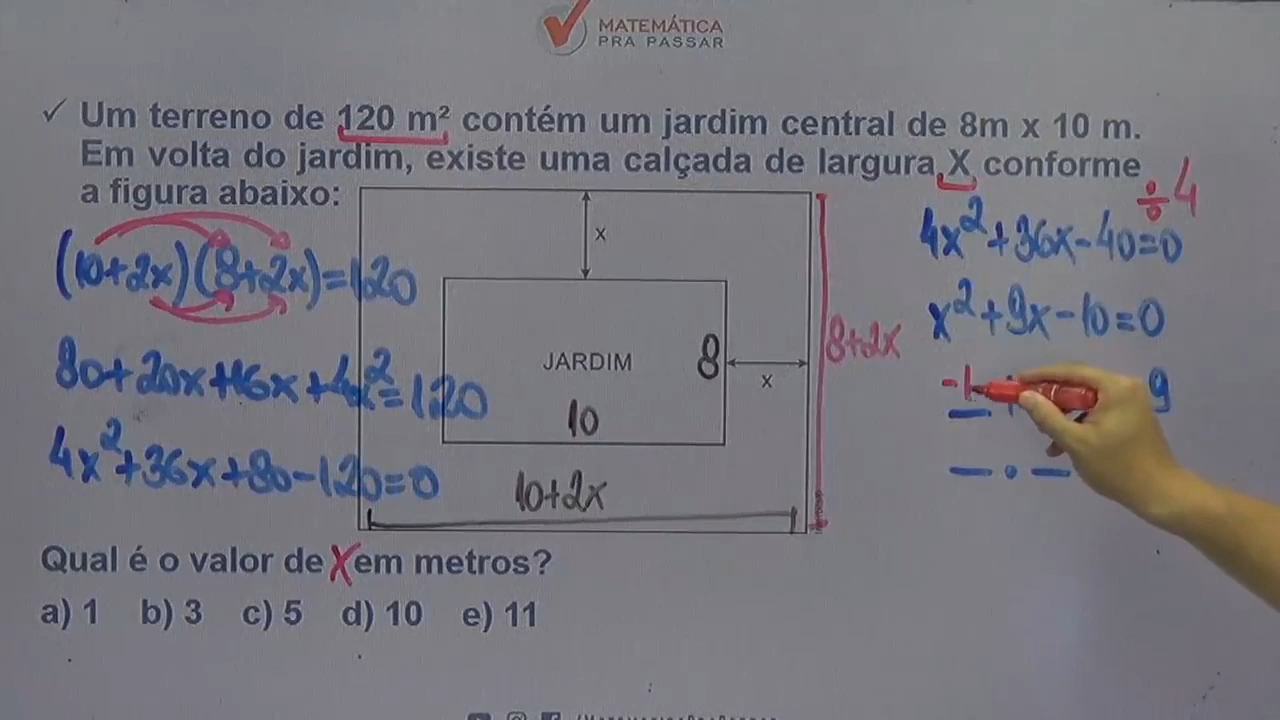 MATEMÁTICA
PRA PASSAR
✓ Um terreno de 120 m² contém um jardim central de 8m x 10 m.
Em volta do jardim, existe uma calçada de largura X conforme
a figura abaixo:
÷4
(10+2x)(8+2x)=120
80+20x+16x+4x²=120
4x²+36x+80-120=0
x
JARDIM
8
x
10
10+2x
8+2x
4x²+36x-40=0
x²+9x-10=0
-1
9
_ . _
Qual é o valor de X em metros?
a) 1 b) 3 c) 5 d) 10 e) 11